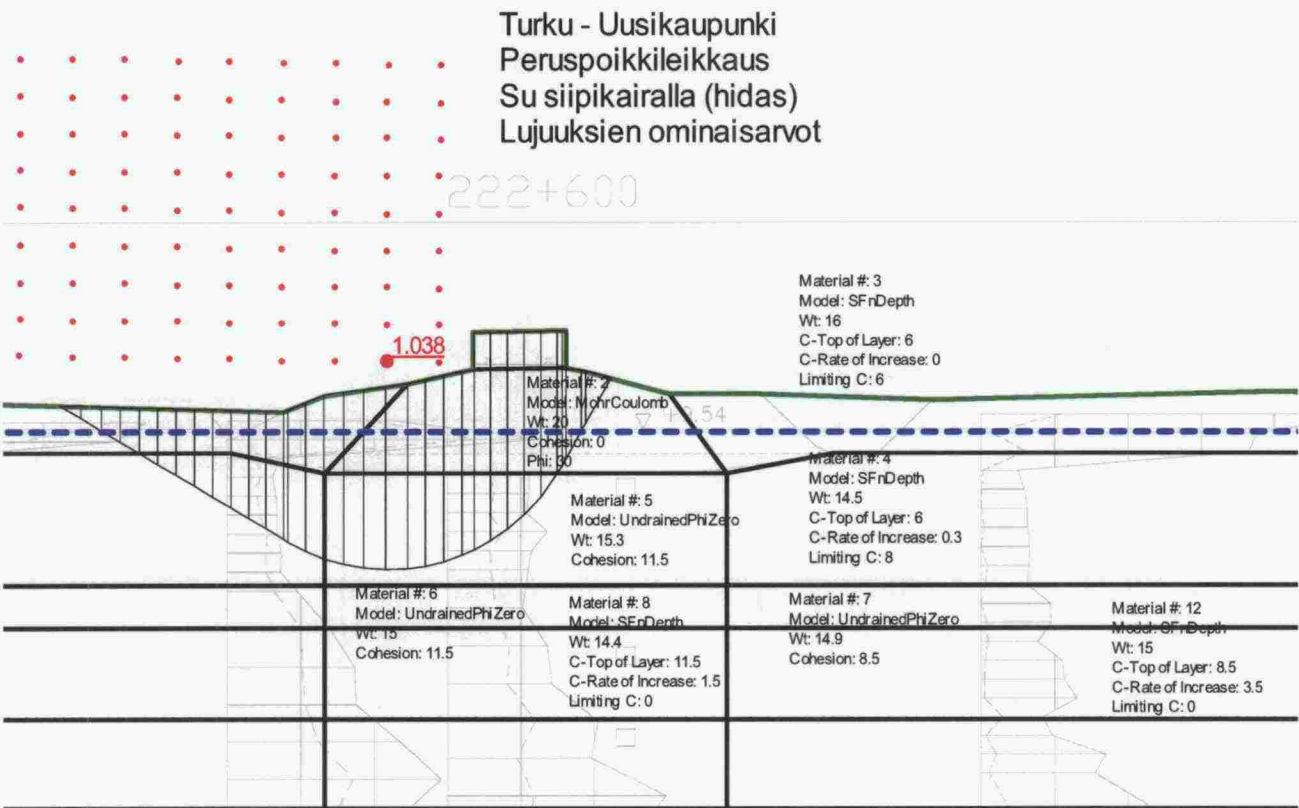 Turku - Uusikaupunki
Peruspoikkileikkaus
Su siipikairalla (hidas)
Lujuuksien ominaisarvot
222+600
1.038
Material #: 3
Model: SFnDepth
Wt: 16
C-Top of Layer: 6
C-Rate of Increase: 0
Limiting C: 6
Material #: 2
Model: MohrCoulomb
Wt: 20
Cohesion: 0
Phi: 30
Material #: 4
Model: SFnDepth
Wt: 14.5
C-Top of Layer: 6
C-Rate of Increase: 0.3
Limiting C: 8
Material #: 5
Model: UndrainedPhiZero
Wt: 15.3
Cohesion: 11.5
Material #: 6
Model: UndrainedPhiZero
Wt: 15
Cohesion: 11.5
Material #: 8
Model: SFnDepth
Wt: 14.4
C-Top of Layer: 11.5
C-Rate of Increase: 1.5
Limiting C: 0
Material #: 7
Model: UndrainedPhiZero
Wt: 14.9
Cohesion: 8.5
Material #: 12
Model: SFnDepth
Wt: 15
C-Top of Layer: 8.5
C-Rate of Increase: 3.5
Limiting C: 0